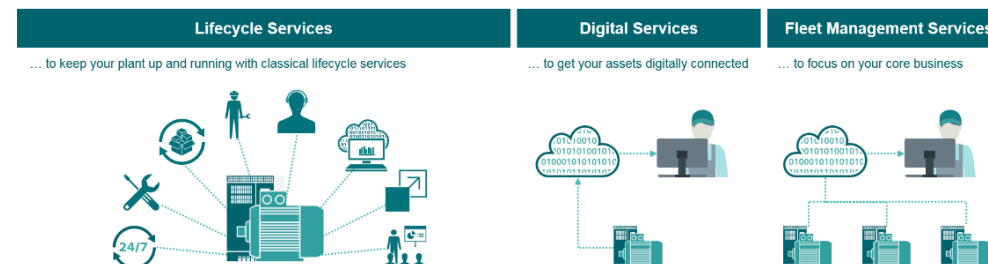 Lifecycle Services
Digital Services
Fleet Management Services
… to keep your plant up and running with classical lifecycle services
… to get your assets digitally connected
… to focus on your core business
24/7